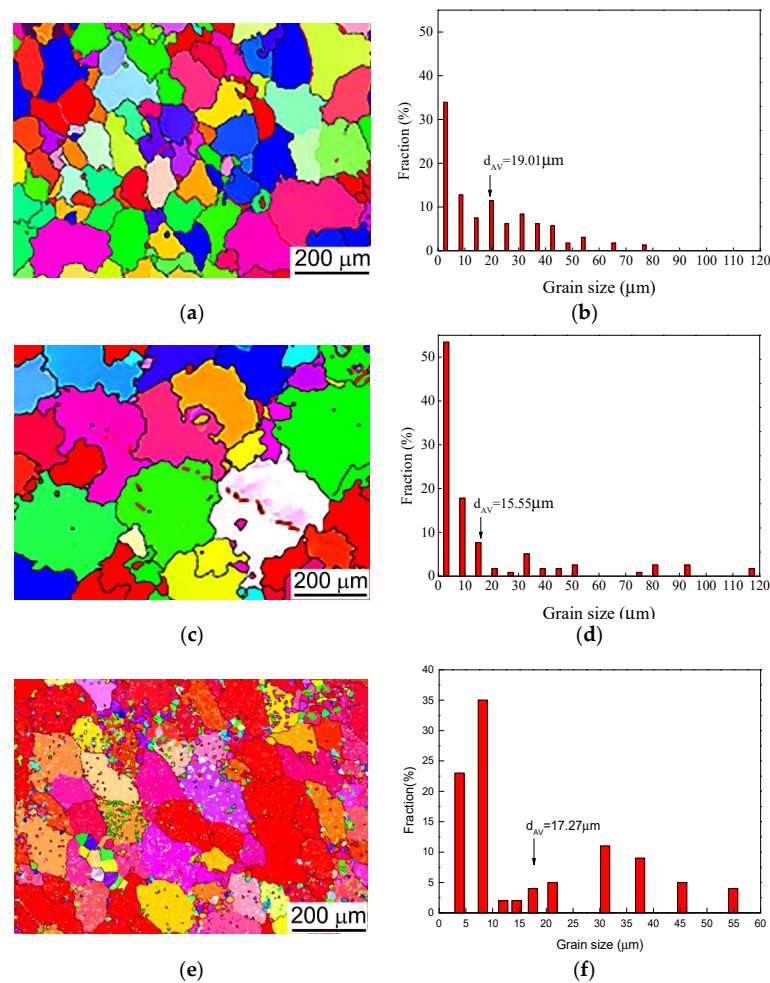 200 μm
(a)
50
40
30
20
10
0
Fraction (%)
dAV=19.01μm
0 10 20 30 40 50 60 70 80 90 100 110 120
Grain size (μm)
(b)
200 μm
(c)
50
40
30
20
10
0
Fraction (%)
dAV=15.55μm
0 10 20 30 40 50 60 70 80 90 100 110 120
Grain size (μm)
(d)
200 μm
(e)
40
35
30
25
20
15
10
5
0
Fraction(%)
dAV=17.27μm
0 5 10 15 20 25 30 35 40 45 50 55 60
Grain size (μm)
(f)